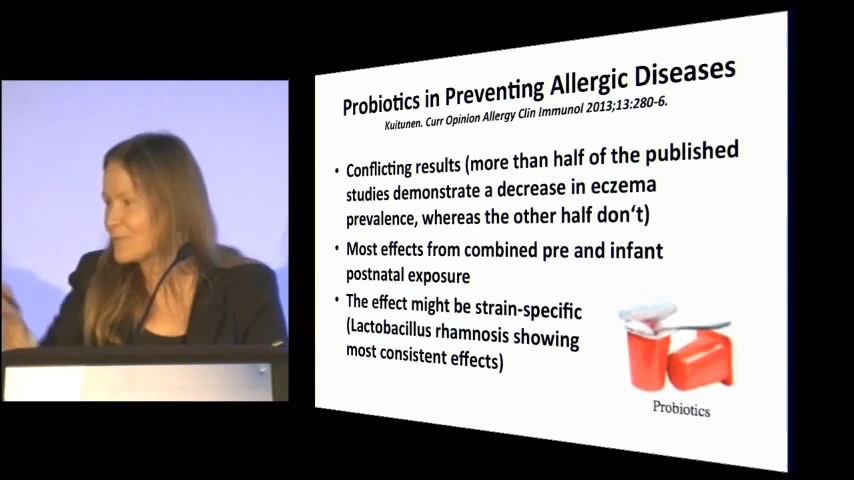 Probiotics in Preventing Allergic Diseases
Kuitunen. Curr Opinion Allergy Clin Immunol 2013;13:280-6.
• Conflicting results (more than half of the published
studies demonstrate a decrease in eczema
prevalence, whereas the other half don‘t)
• Most effects from combined pre and infant
postnatal exposure
• The effect might be strain-specific
(Lactobacillus rhamnosis showing
most consistent effects)
Probiotics